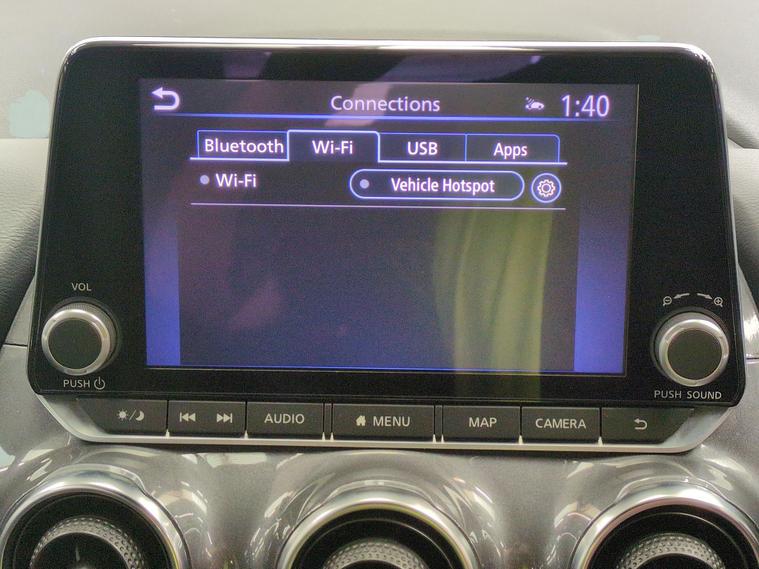 Connections 1:40
Bluetooth Wi-Fi USB Apps
Wi-Fi Vehicle Hotspot
VOL
PUSH
PUSH SOUND
AUDIO MENU MAP CAMERA